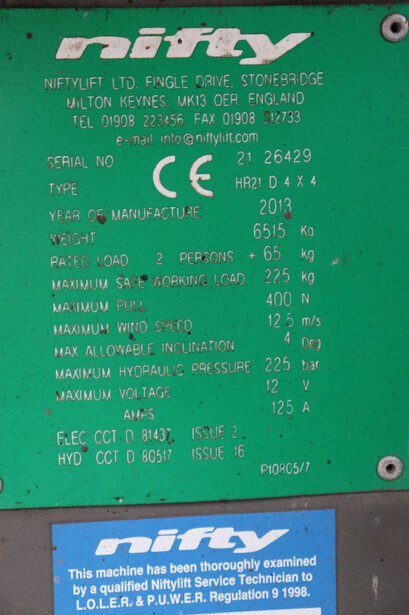 nifty
NIFTYLIFT LTD. FINGLE DRIVE. STONEBRIDGE
MILTON KEYNES. MK13 OER. ENGLAND
TEL 01908 223456. FAX 01908 312733
e-mail info@niftylift.com
SERIAL NO CE 21 26429
TYPE HR21 D 4 X 4
YEAR OF MANUFACTURE 2013
WEIGHT 6515 Kg
RATED LOAD 2 PERSONS + 65 kg
MAXIMUM SAFE WORKING LOAD 225 kg
MAXIMUM PULL 400 N
MAXIMUM WIND SPEED 12.5 m/s
MAX ALLOWABLE INCLINATION 4 Deg
MAXIMUM HYDRAULIC PRESSURE 225 bar
MAXIMUM VOLTAGE 12 V
AMPS 125 A
ELEC CCT D 81437 ISSUE 2
HYD CCT D 80517 ISSUE 16
P10805/7
nifty
This machine has been thoroughly examined
by a qualified Niftylift Service Technician to
L.O.L.E.R. & P.U.W.E.R. Regulation 9 1998.